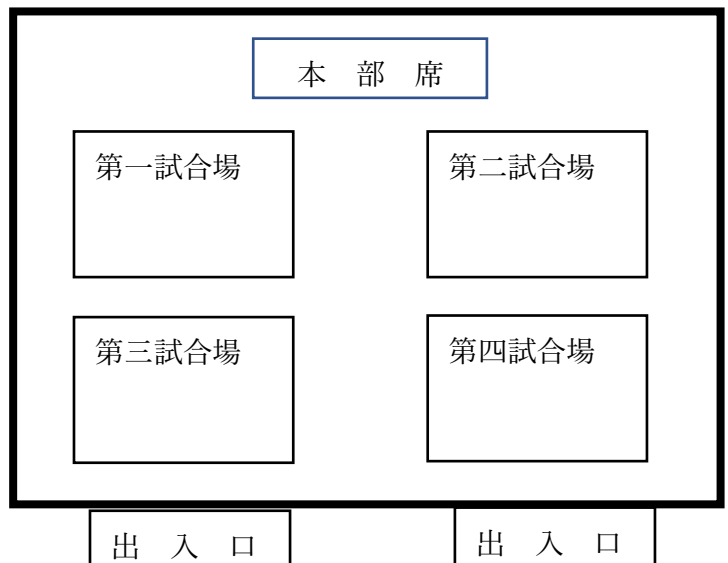 本 部 席
第一試合場
第二試合場
第三試合場
第四試合場
出 入 口
出 入 口